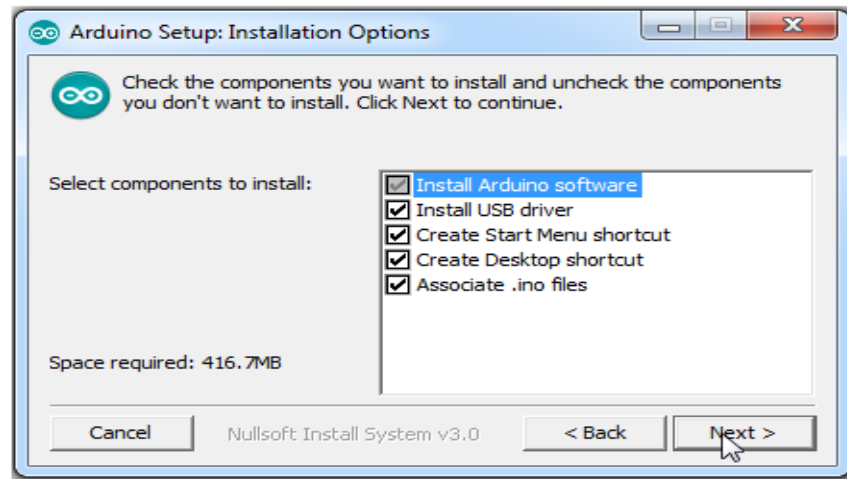 Arduino Setup: Installation Options
Check the components you want to install and uncheck the components
you don't want to install. Click Next to continue.
Select components to install:
Install Arduino software
Install USB driver
Create Start Menu shortcut
Create Desktop shortcut
Associate .ino files
Space required: 416.7MB
Cancel
Nullsoft Install System v3.0
< Back
Next >